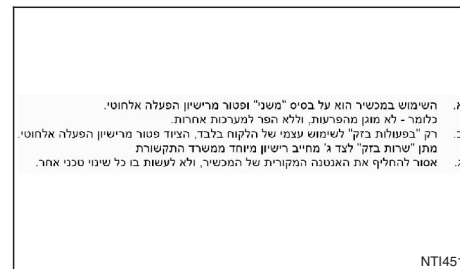 א. השימוש במכשיר הוא על בסיס "משני" ופטור מרישיון הפעלה אלחוטי.
כלומר - לא מוגן מהפרעות, וללא הפר למערכות אחרות.
ב. רק "בפעולות בזק" לשימוש עצמי של הלקוח בלבד, הציוד פטור מרישיון הפעלה אלחוטי.
מתן "שרות בזק" לצד ג' מחייב רישיון מיוחד ממשרד התקשורת
ג. אסור להחליף את האנטנה המקורית של המכשיר, ולא לעשות בו כל שינוי טכני אחר.
NTI451